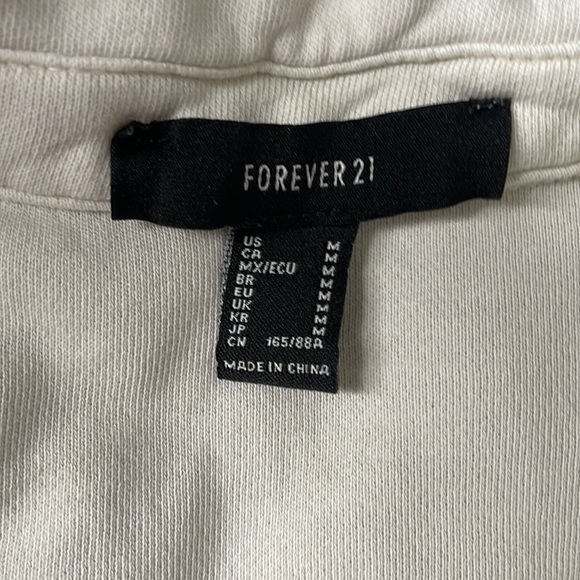 FOREVER 21
US M
CA M
MX/ECU M
BR M
EU M
UK M
KR M
JP M
CN 165/88A
MADE IN CHINA